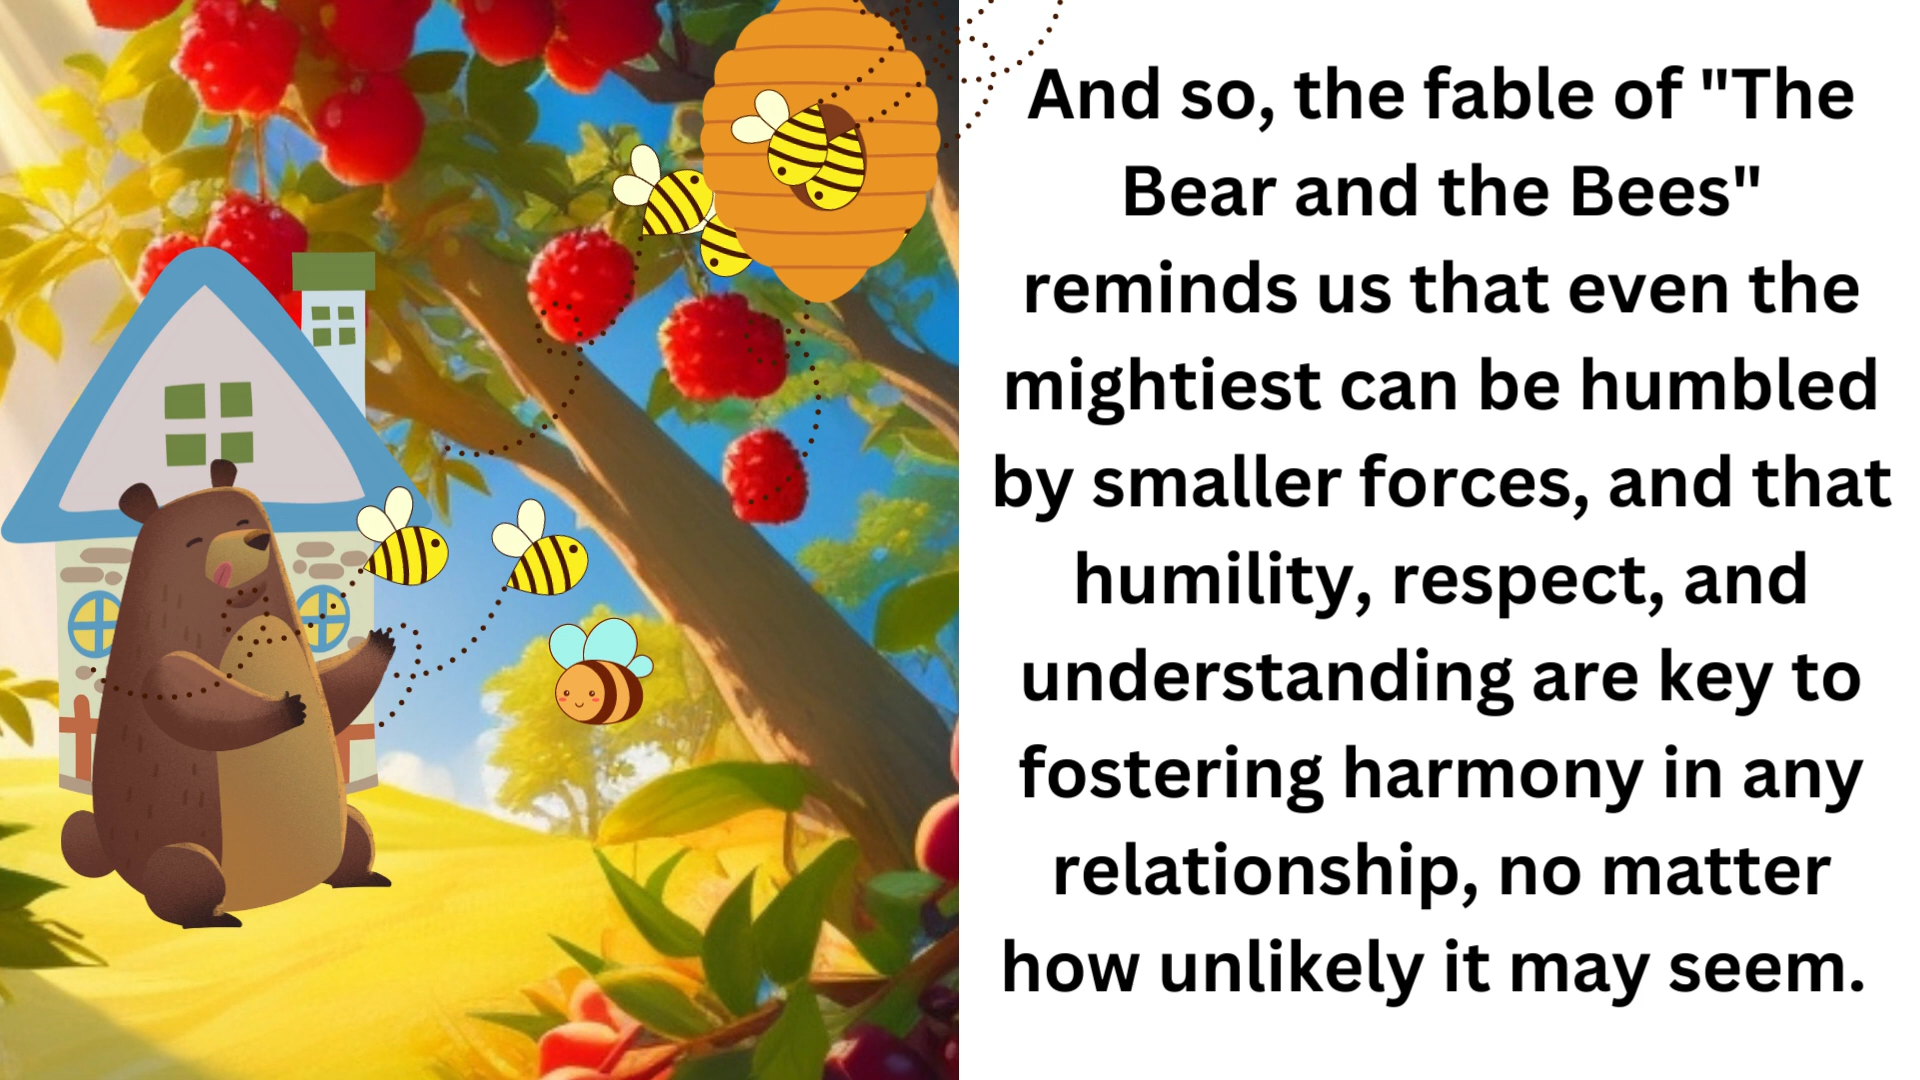 And so, the fable of "The
Bear and the Bees"
reminds us that even the
mightiest can be humbled
by smaller forces, and that
humility, respect, and
understanding are key to
fostering harmony in any
relationship, no matter
how unlikely it may seem.